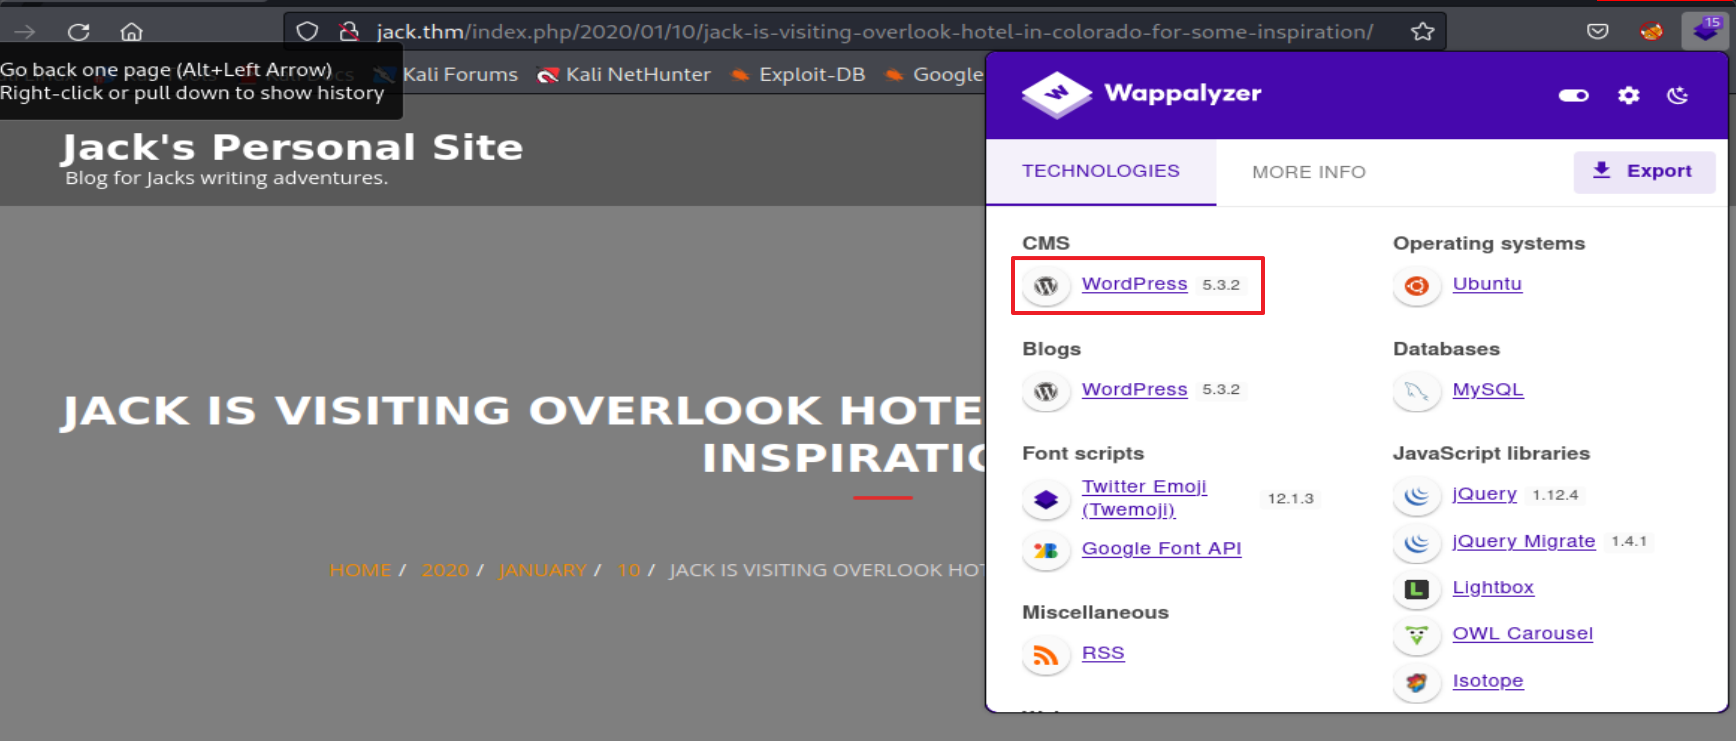 jack.thm/index.php/2020/01/10/jack-is-visiting-overlook-hotel-in-colorado-for-some-inspiration/
15
Go back one page (Alt+Left Arrow)
Right-click or pull down to show history
Kali Forums Kali NetHunter Exploit-DB Google
Wappalyzer
Jack's Personal Site
Blog for Jacks writing adventures.
TECHNOLOGIES MORE INFO Export
CMS
WordPress 5.3.2
Operating systems
Ubuntu
Blogs
WordPress 5.3.2
Databases
MySQL
JACK IS VISITING OVERLOOK HOTE
INSPIRATIO
Font scripts
Twitter Emoji
(Twemoji) 12.1.3
Google Font API
JavaScript libraries
jQuery 1.12.4
jQuery Migrate 1.4.1
Lightbox
OWL Carousel
Isotope
HOME / 2020 / JANUARY / 10 / JACK IS VISITING OVERLOOK HOT
Miscellaneous
RSS